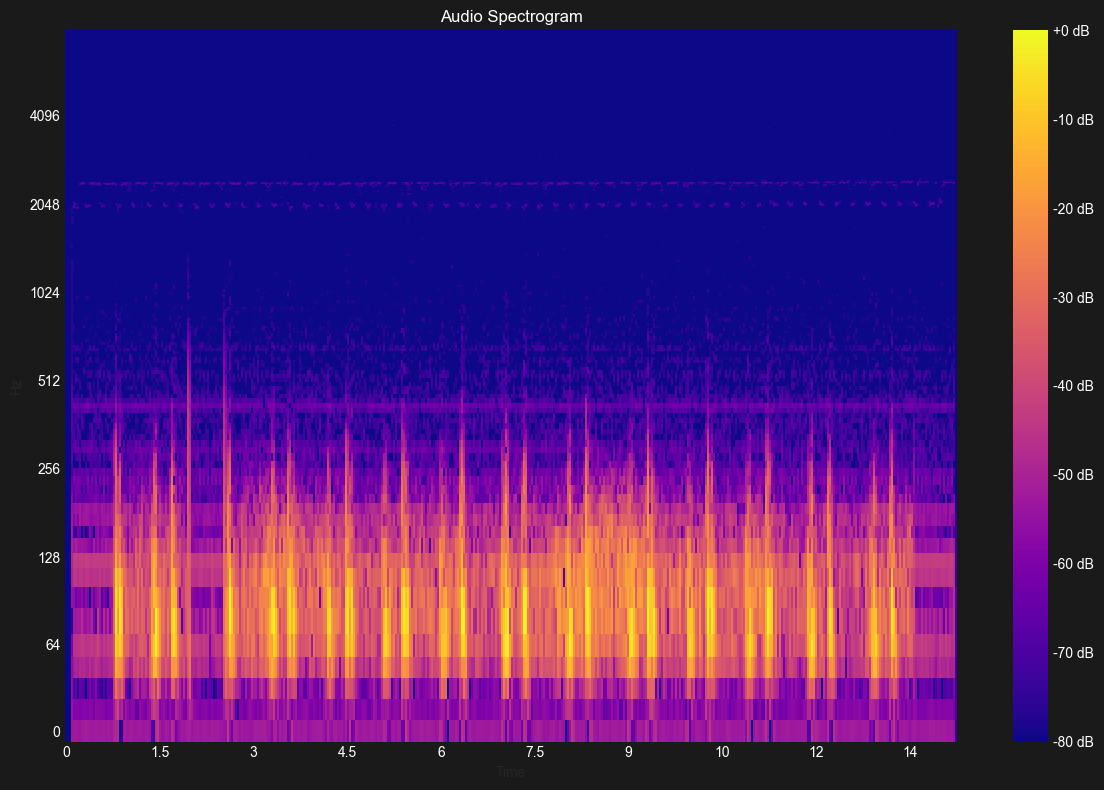 Audio Spectrogram
+0 dB
4096
-10 dB
2048
-20 dB
1024
-30 dB
512
Hz
-40 dB
256
-50 dB
128
-60 dB
64
-70 dB
0
-80 dB
0 1.5 3 4.5 6 7.5 9 10 12 14
Time